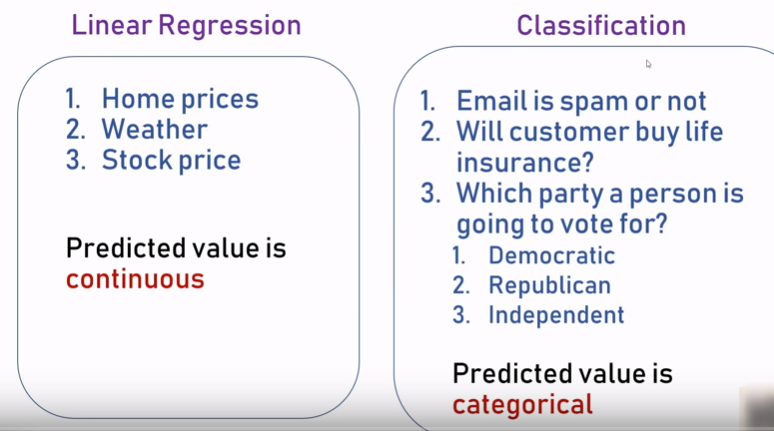 Linear Regression
1. Home prices
2. Weather
3. Stock price
Predicted value is
continuous
Classification
1. Email is spam or not
2. Will customer buy life
insurance?
3. Which party a person is
going to vote for?
1. Democratic
2. Republican
3. Independent
Predicted value is
categorical